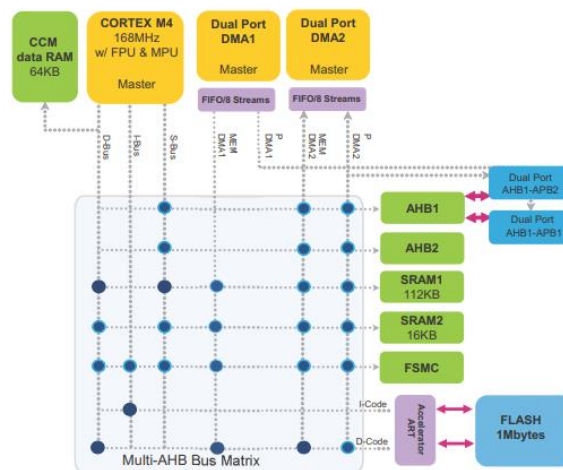 CCM
data RAM
64KB
CORTEX M4
168MHz
w/ FPU & MPU
Master
Dual Port
DMA1
Master
FIFO/8 Streams
Dual Port
DMA2
Master
FIFO/8 Streams
D-Bus
I-Bus
S-Bus
MEM
DMA1
P
DMA1
MEM
DMA2
P
DMA2
Dual Port
AHB1-APB2
Dual Port
AHB1-APB1
AHB1
AHB2
SRAM1
112KB
SRAM2
16KB
FSMC
I-Code
D-Code
Accelerator
ART
FLASH
1Mbytes
Multi-AHB Bus Matrix